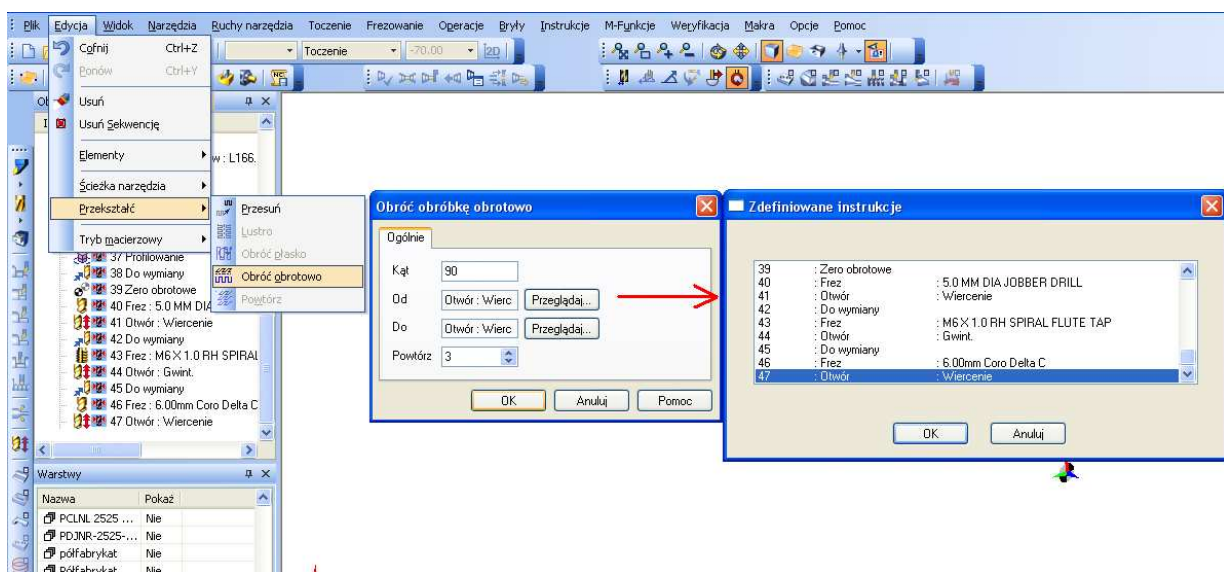 Plik Edycja Widok Narzędzia Ruchy narzędzia Toczenie Frezowanie Operacje Bryły Instrukcje M-Funkcje Weryfikacja Makra Opcje Pomoc
Cofnij Ctrl+Z
Ponów Ctrl+Y
Usuń
Usuń Sekwencję
Elementy
Ścieżka narzędzia
Przekształć
Tryb macierzowy
Przesuń
Lustro
Obróć płasko
Obróć obrotowo
Powtórz
Toczenie
-70.00
2D
w : L166.
37 Profilowanie
38 Do wymiany
39 Zero obrotowe
40 Frez : 5.0 MM DIA
41 Otwór : Wiercenie
42 Do wymiany
43 Frez : M6 X 1.0 RH SPIRAL
44 Otwór : Gwint.
45 Do wymiany
46 Frez : 6.00mm Coro Delta C
47 Otwór : Wiercenie
Warstwy
Nazwa Pokaż
PCLNL 2525 ... Nie
PDJNR-2525-... Nie
półfabrykat Nie
Półfabrykat Nie
Obróć obróbkę obrotowo
Ogólnie
Kąt 90
Od Otwór : Wierc Przeglądaj...
Do Otwór : Wierc Przeglądaj...
Powtórz 3
OK Anuluj Pomoc
Zdefiniowane instrukcje
39 : Zero obrotowe
40 : Frez : 5.0 MM DIA JOBBER DRILL
41 : Otwór : Wiercenie
42 : Do wymiany
43 : Frez : M6 X 1.0 RH SPIRAL FLUTE TAP
44 : Otwór : Gwint.
45 : Do wymiany
46 : Frez : 6.00mm Coro Delta C
47 : Otwór : Wiercenie
OK Anuluj